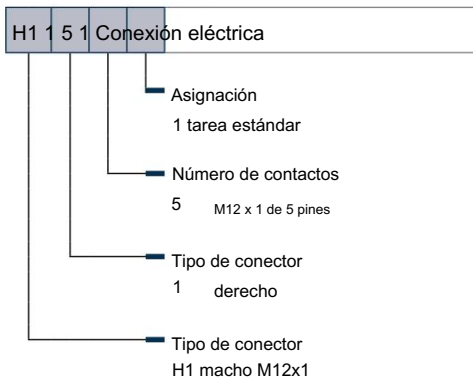 H1 1 5 1 Conexión eléctrica
Asignación
1 tarea estándar
Número de contactos
5 M12 x 1 de 5 pines
Tipo de conector
1 derecho
Tipo de conector
H1 macho M12x1